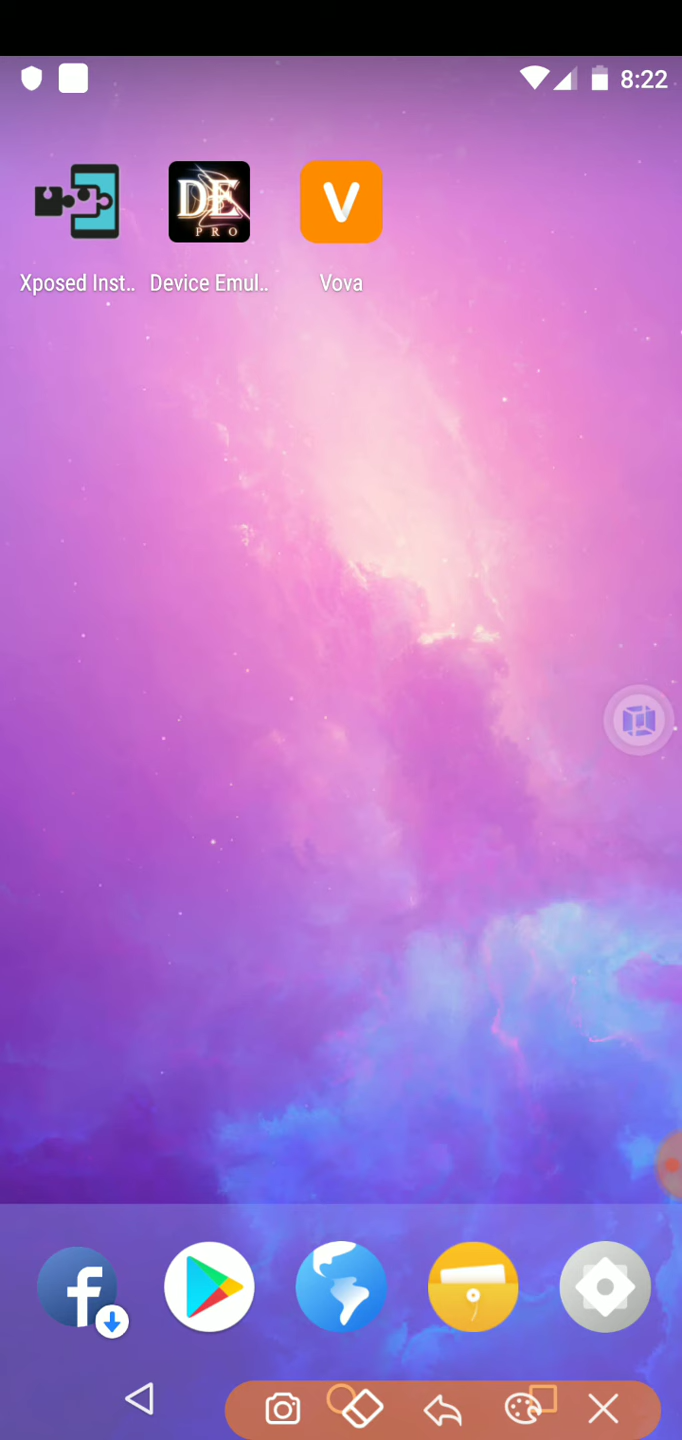 8:22
DE
PRO
V
Xposed Inst..
Device Emul..
Vova
f